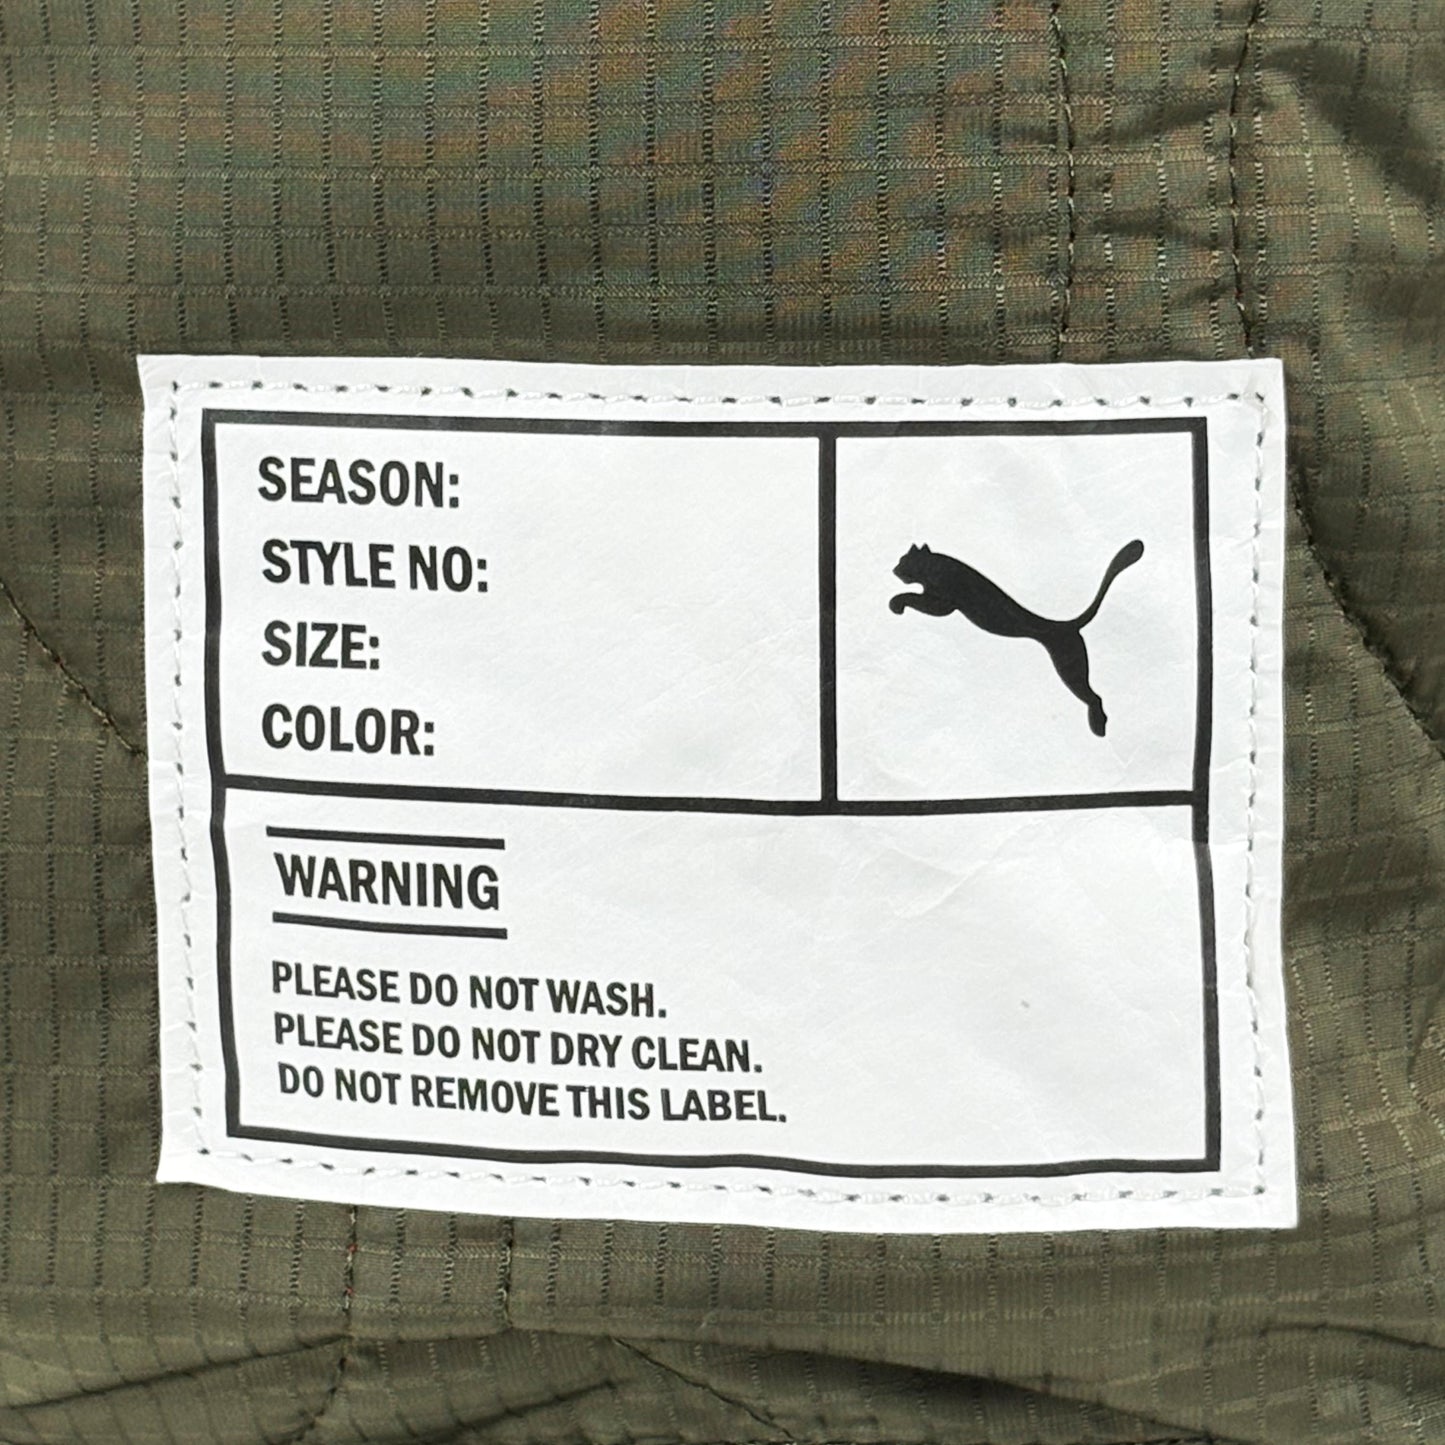 SEASON:
STYLE NO:
SIZE:
COLOR:
WARNING
PLEASE DO NOT WASH.
PLEASE DO NOT DRY CLEAN.
DO NOT REMOVE THIS LABEL.